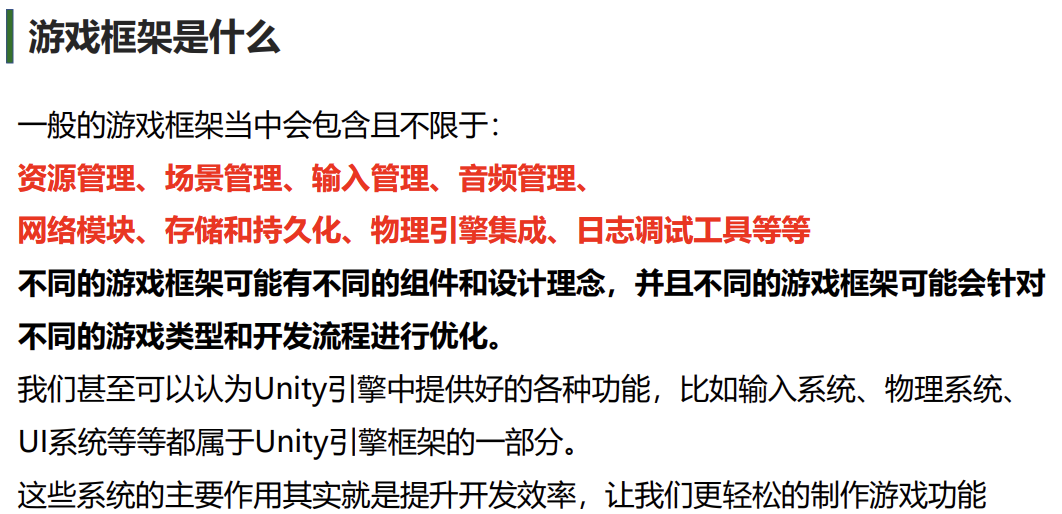 游戏框架是什么
一般的游戏框架当中会包含且不限于：
资源管理、场景管理、输入管理、音频管理、
网络模块、存储和持久化、物理引擎集成、日志调试工具等等
不同的游戏框架可能有不同的组件和设计理念，并且不同的游戏框架可能会针对
不同的游戏类型和开发流程进行优化。
我们甚至可以认为Unity引擎中提供好的各种功能，比如输入系统、物理系统、
UI系统等等都属于Unity引擎框架的一部分。
这些系统的主要作用其实就是提升开发效率，让我们更轻松的制作游戏功能